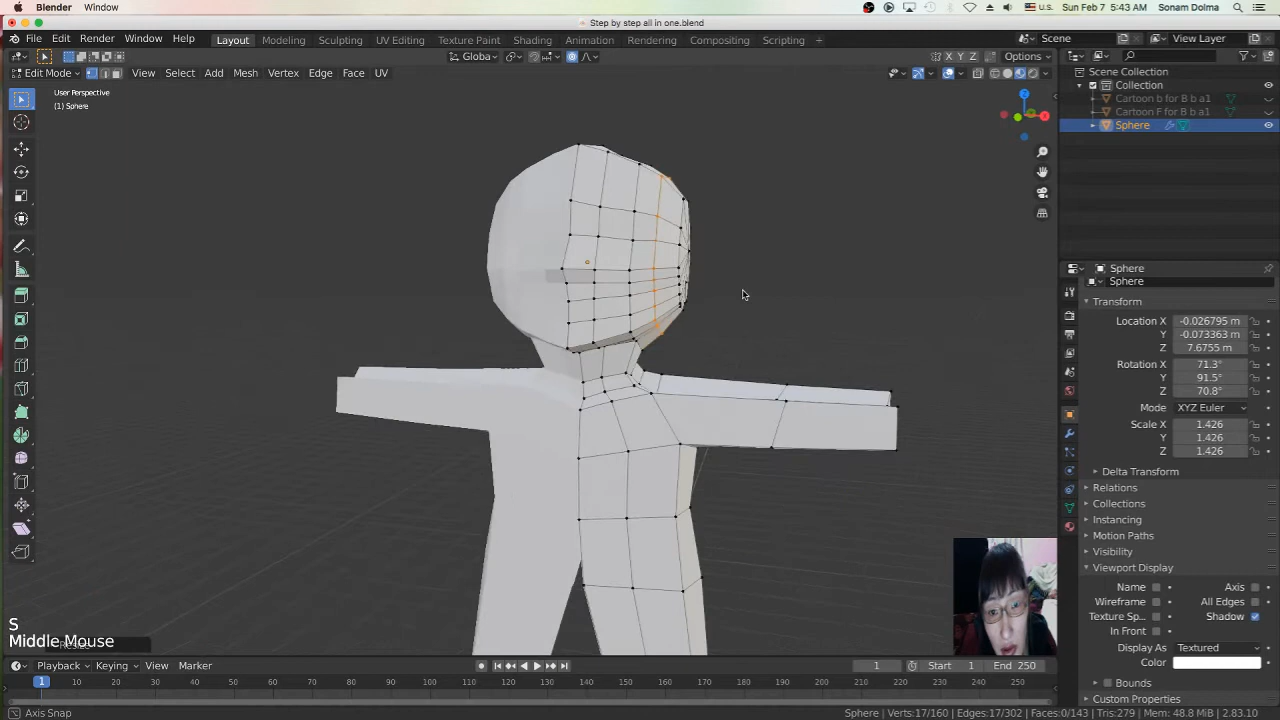 Blender Window Sun Feb 7 5:43 AM Sonam Dolma
U.S.
Step by step all in one.blend
File Edit Render Window Help Layout Modeling Sculpting UV Editing Texture Paint Shading Animation Rendering Compositing Scripting + Scene View Layer
Globa X Y Z Options
Edit Mode View Select Add Mesh Vertex Edge Face UV
User Perspective
(1) Sphere
Scene Collection
Collection
Cartoon b for B b a1
Cartoon F for B b a1
Sphere
Z
X
Sphere
Sphere
Transform
Location X -0.026795 m
Y -0.073363 m
Z 7.6755 m
Rotation X 71.3°
Y 91.5°
Z 70.8°
Mode XYZ Euler
Scale X 1.426
Y 1.426
Z 1.426
Delta Transform
Relations
Collections
Instancing
Motion Paths
Visibility
Viewport Display
Name Axis
Wireframe All Edges
Texture Sp... Shadow
In Front
Display As Textured
Color
Bounds
Custom Properties
S
Middle Mouse
Playback Keying View Marker 1 Start 1 End 250
1 10 20 30 40 50 60 70 80 90 100 110 120 130 140 150 160 170 180 190 200 210 220 230 240 250
Axis Snap Sphere | Verts:17/160 | Edges:17/302 | Faces:0/143 | Tris:279 | Mem: 48.8 MiB | 2.83.10